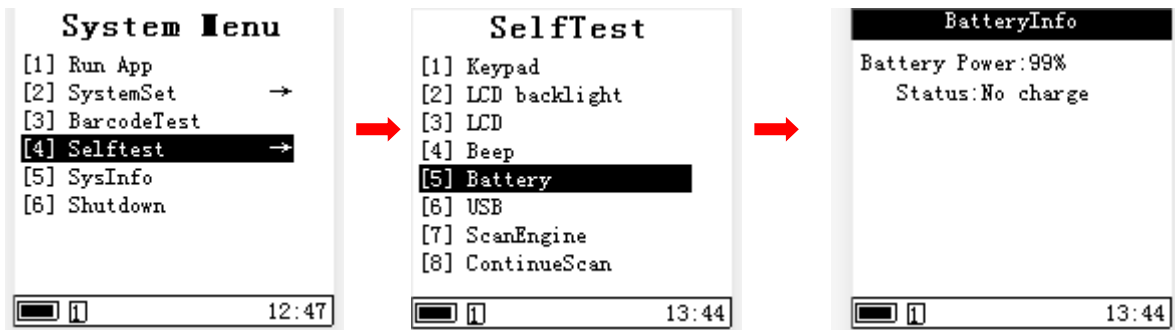 System Menu
[1] Run App
[2] SystemSet →
[3] BarcodeTest
[4] Selftest →
[5] SysInfo
[6] Shutdown
1 12:47
SelfTest
[1] Keypad
[2] LCD backlight
[3] LCD
[4] Beep
[5] Battery
[6] USB
[7] ScanEngine
[8] ContinueScan
1 13:44
BatteryInfo
Battery Power:99%
Status:No charge
1 13:44